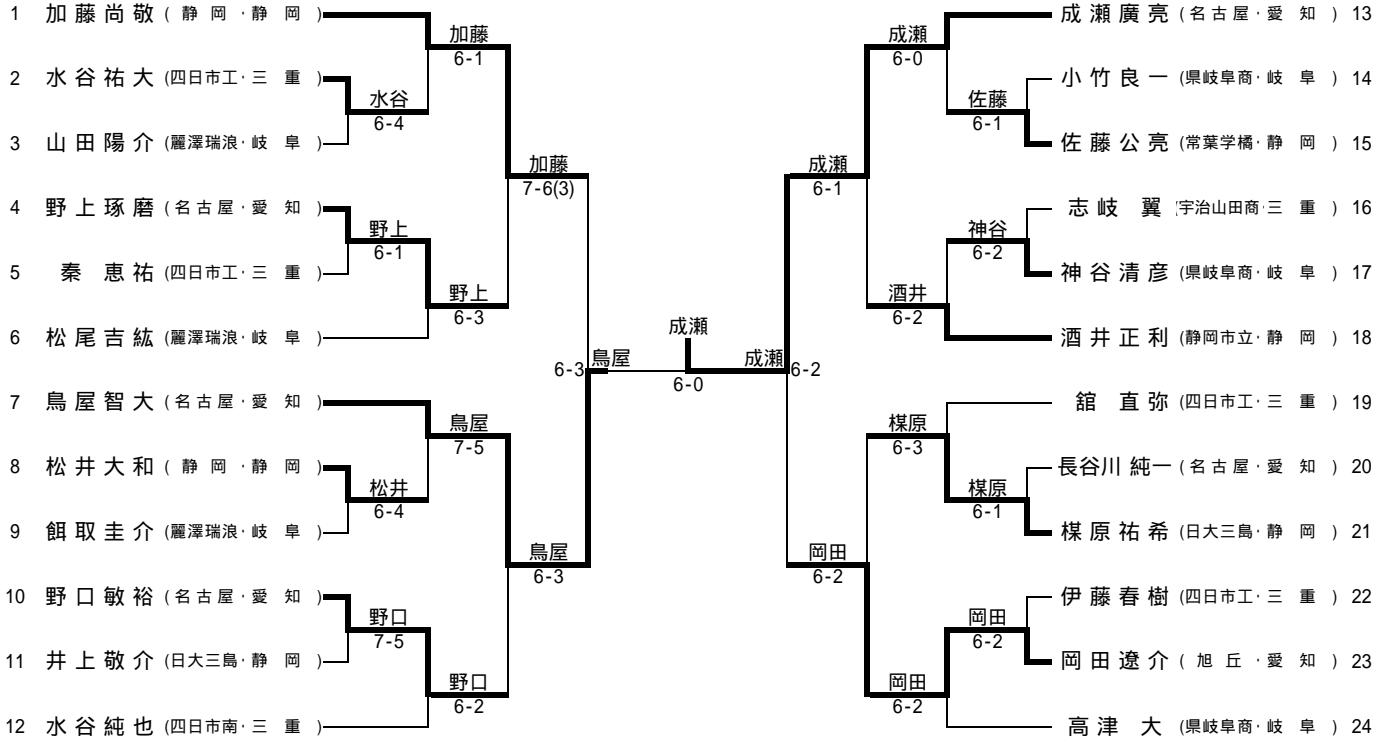 1 加藤尚敬 (静岡・静岡)
2 水谷祐大 (四日市工・三重)
3 山田陽介 (麗澤瑞浪・岐阜)
4 野上琢磨 (名古屋・愛知)
5 秦恵祐 (四日市工・三重)
6 松尾吉紘 (麗澤瑞浪・岐阜)
7 鳥屋智大 (名古屋・愛知)
8 松井大和 (静岡・静岡)
9 餌取圭介 (麗澤瑞浪・岐阜)
10 野口敏裕 (名古屋・愛知)
11 井上敬介 (日大三島・静岡)
12 水谷純也 (四日市南・三重)
水谷
6-4
野上
6-1
松井
6-4
野口
7-5
加藤
6-1
野上
6-3
鳥屋
7-5
野口
6-2
加藤
7-6(3)
鳥屋
6-3
6-3 鳥屋
成瀬
6-0
成瀬 6-2
成瀬
6-1
岡田
6-2
成瀬
6-0
酒井
6-2
楳原
6-3
岡田
6-2
佐藤
6-1
神谷
6-2
楳原
6-1
岡田
6-2
成瀬廣亮 (名古屋・愛知) 13
小竹良一 (県岐阜商・岐阜) 14
佐藤公亮 (常葉学橘・静岡) 15
志岐翼 (宇治山田商・三重) 16
神谷清彦 (県岐阜商・岐阜) 17
酒井正利 (静岡市立・静岡) 18
舘直弥 (四日市工・三重) 19
長谷川純一 (名古屋・愛知) 20
楳原祐希 (日大三島・静岡) 21
伊藤春樹 (四日市工・三重) 22
岡田遼介 (旭丘・愛知) 23
高津大 (県岐阜商・岐阜) 24